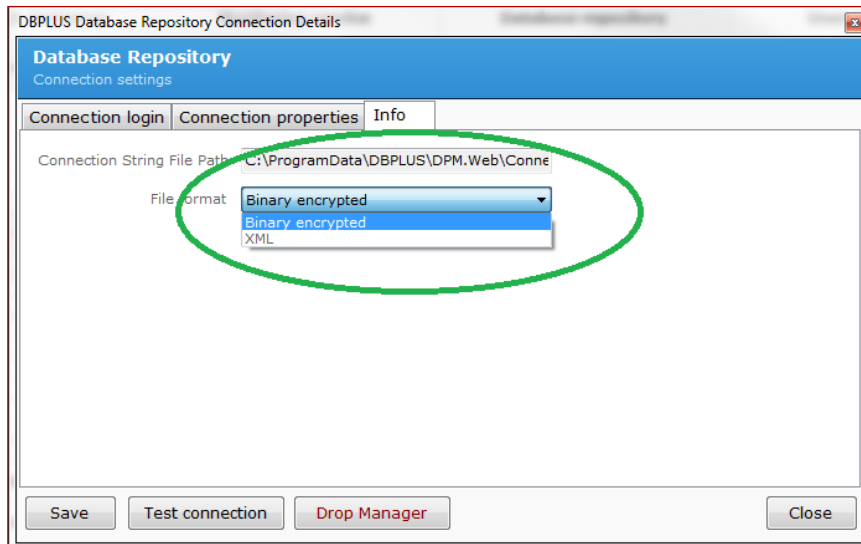 DBPLUS Database Repository Connection Details
Database Repository
Connection settings
Connection login Connection properties Info
Connection String File Path C:\ProgramData\DBPLUS\DPM.Web\Conne
File format Binary encrypted
Binary encrypted
XML
Save Test connection Drop Manager Close